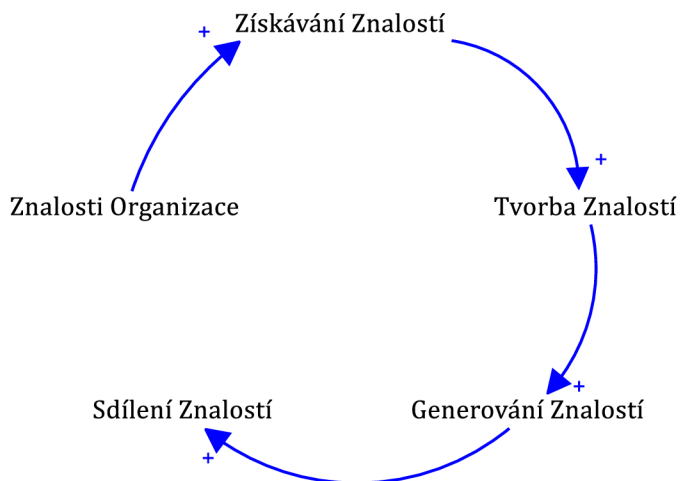 +
Získávání Znalostí
+
Znalosti Organizace
Tvorba Znalostí
+
Sdílení Znalostí
Generování Znalostí
+